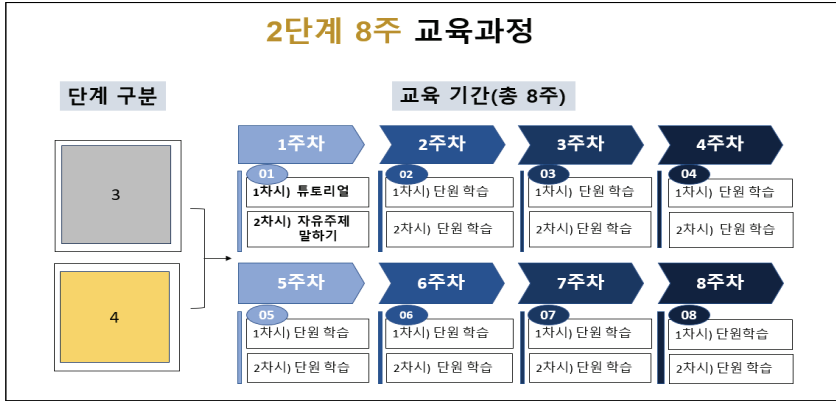 2단계 8주 교육과정
단계 구분
교육 기간(총 8주)
3
4
1주차
2주차
3주차
4주차
01
02
03
04
1차시) 튜토리얼
1차시) 단원 학습
1차시) 단원 학습
1차시) 단원 학습
2차시) 자유주제
말하기
2차시) 단원 학습
2차시) 단원 학습
2차시) 단원 학습
5주차
6주차
7주차
8주차
05
06
07
08
1차시) 단원 학습
1차시) 단원 학습
1차시) 단원 학습
1차시) 단원학습
2차시) 단원 학습
2차시) 단원 학습
2차시) 단원 학습
2차시) 단원 학습